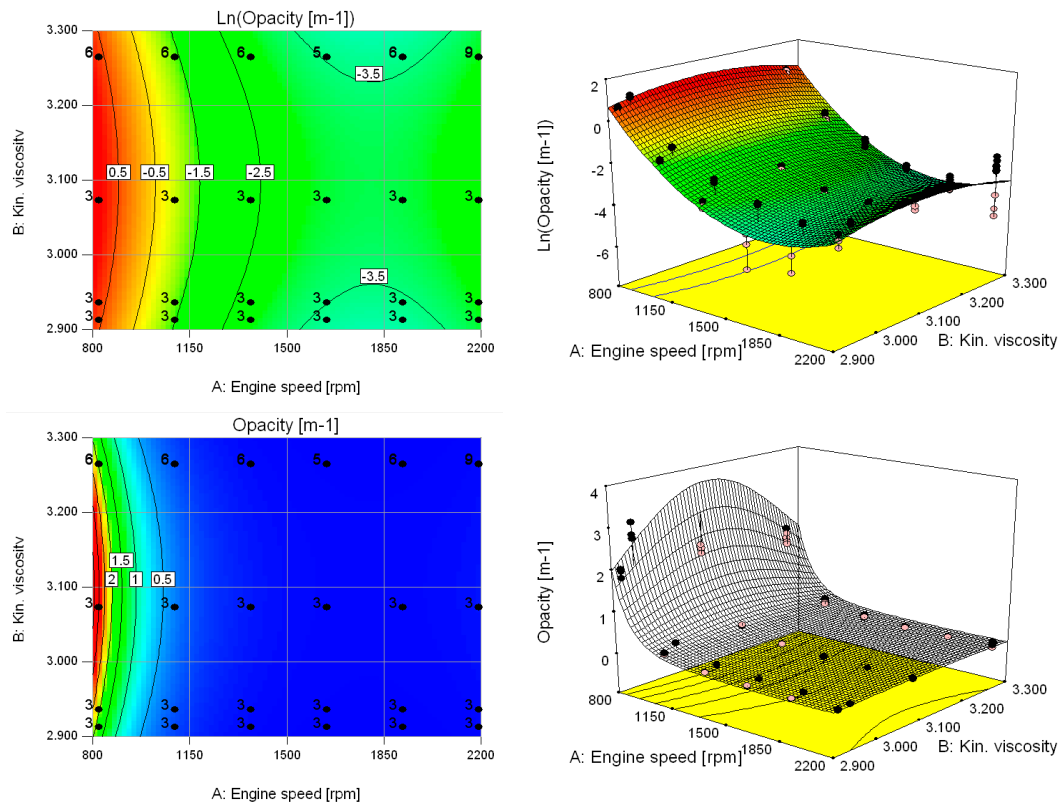 Ln(Opacity [m-1])
3.300
3.200
3.100
3.000
2.900
B: Kin. viscosity
6 6 6 5 6 9
-3.5
0.5 -0.5 -1.5 -2.5
3 3 3 3 3 3
-3.5
3 3 3 3 3 3
3 3 3 3 3 3
800 1150 1500 1850 2200
A: Engine speed [rpm]
Ln(Opacity [m-1])
2
0
-2
-4
-6
800
1150
1500
1850
2200
A: Engine speed [rpm]
2.900
3.000
3.100
3.200
3.300
B: Kin. viscosity
Opacity [m-1]
3.300
3.200
3.100
3.000
2.900
B: Kin. viscosity
6 6 6 5 6 9
1.5
2 1 0.5
3 3 3 3 3 3
3 3 3 3 3 3
3 3 3 3 3 3
800 1150 1500 1850 2200
A: Engine speed [rpm]
Opacity [m-1]
4
3
2
1
0
800
1150
1500
1850
2200
A: Engine speed [rpm]
2.900
3.000
3.100
3.200
3.300
B: Kin. viscosity